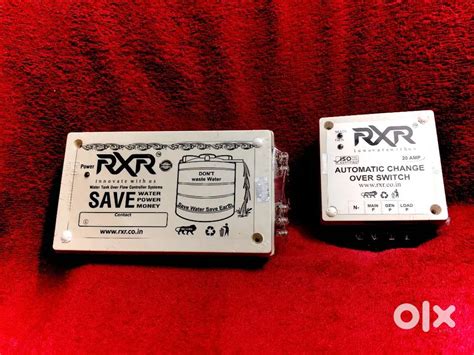 RXR
Power
Innovate with us
Water Tank Over Flow Controller Systems
SAVE WATER
POWER
MONEY
Contact
www.rxr.co.in
DON'T
waste Water
Save Water Save Earth
RXR
ISO
20 AMP
AUTOMATIC CHANGE
OVER SWITCH
www.rxr.co.in
N- MAIN GEN LOAD
P P P
olx